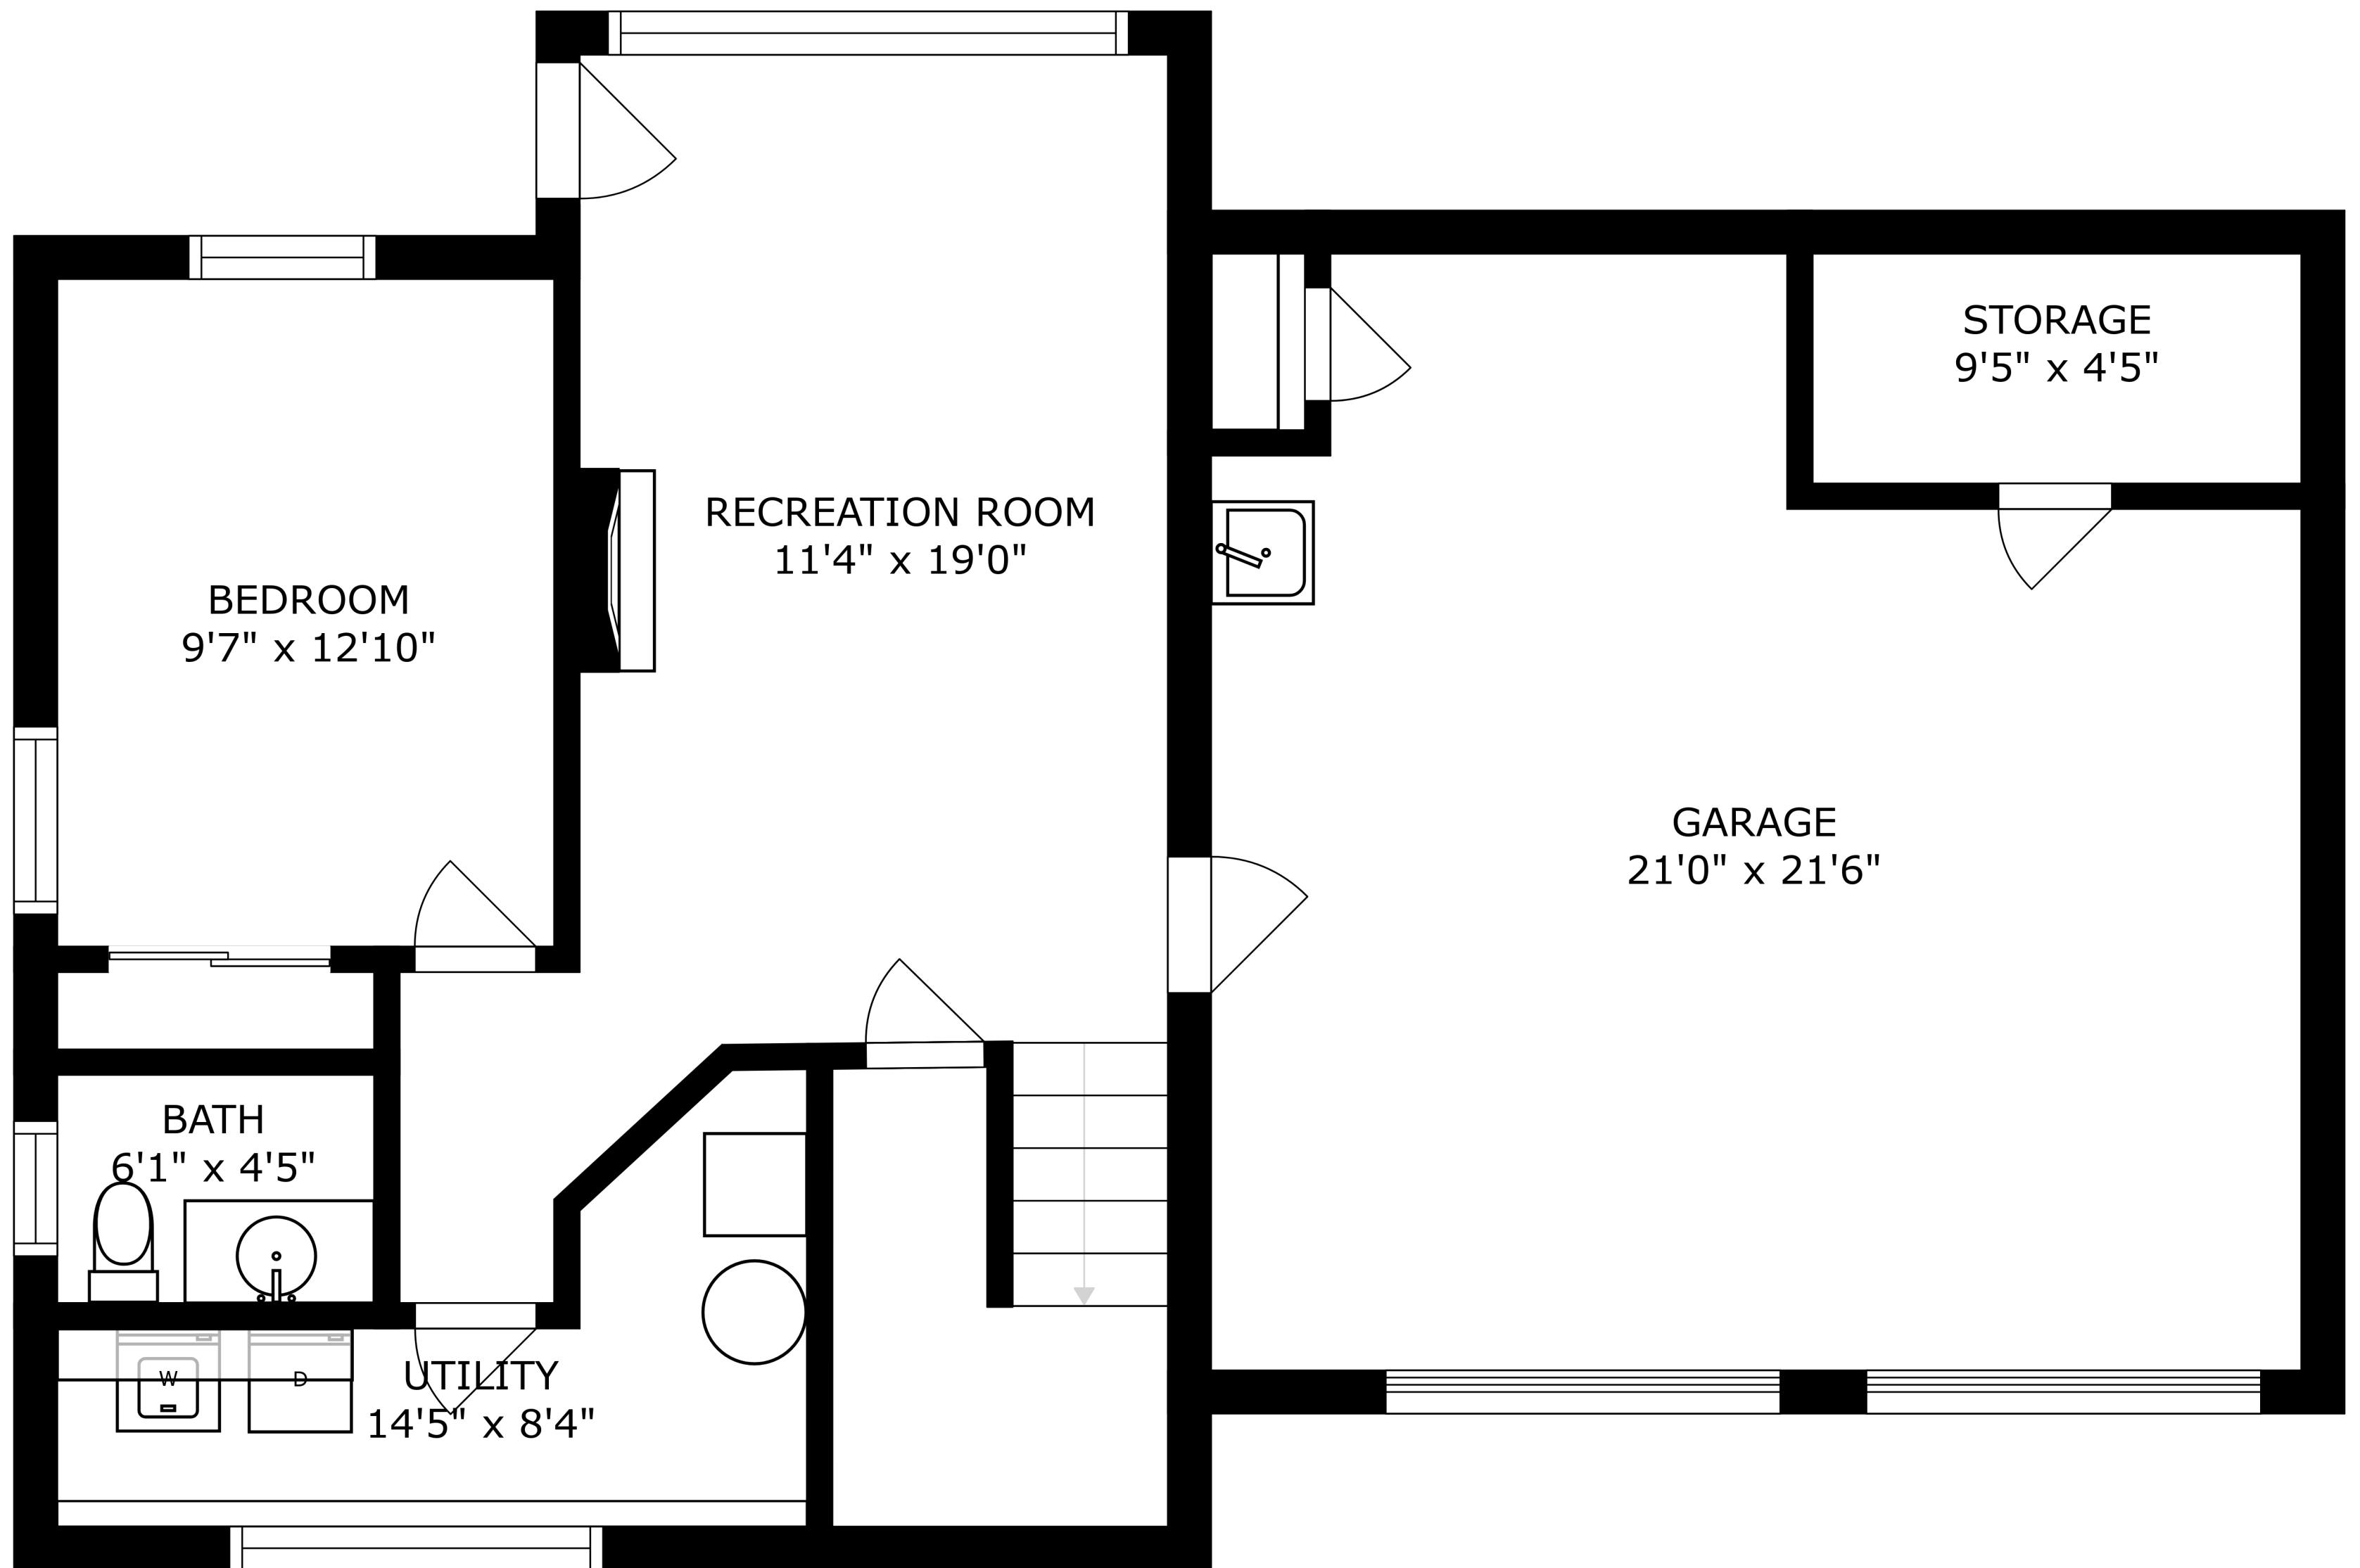 STORAGE
9'5" x 4'5"
RECREATION ROOM
11'4" x 19'0"
BEDROOM
9'7" x 12'10"
GARAGE
21'0" x 21'6"
BATH
6'1" x 4'5"
W
D
UTILITY
14'5" x 8'4"